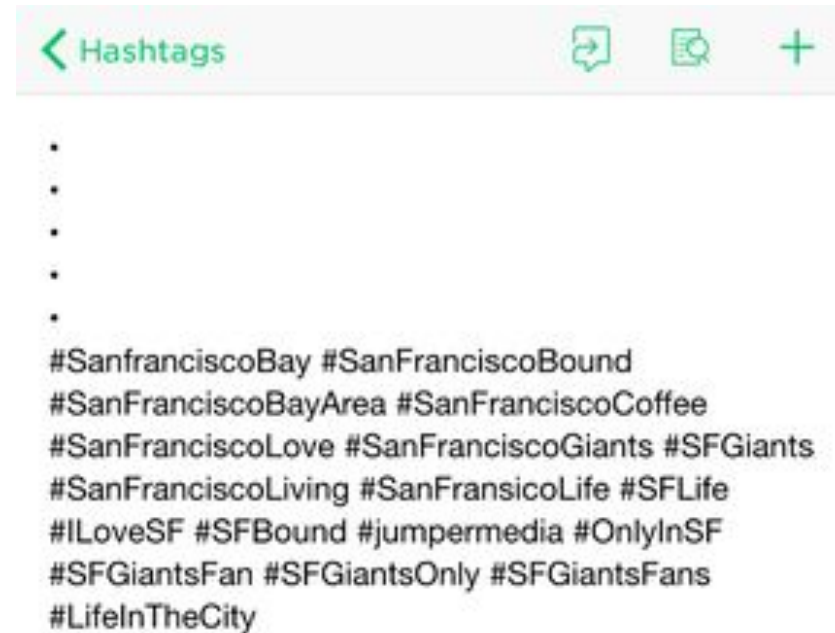 Hashtags
.
.
.
.
.
#SanfranciscoBay #SanFranciscoBound
#SanFranciscoBayArea #SanFranciscoCoffee
#SanFranciscoLove #SanFranciscoGiants #SFGiants
#SanFranciscoLiving #SanFransicoLife #SFLife
#ILoveSF #SFBound #jumpermedia #OnlyInSF
#SFGiantsFan #SFGiantsOnly #SFGiantsFans
#LifeInTheCity